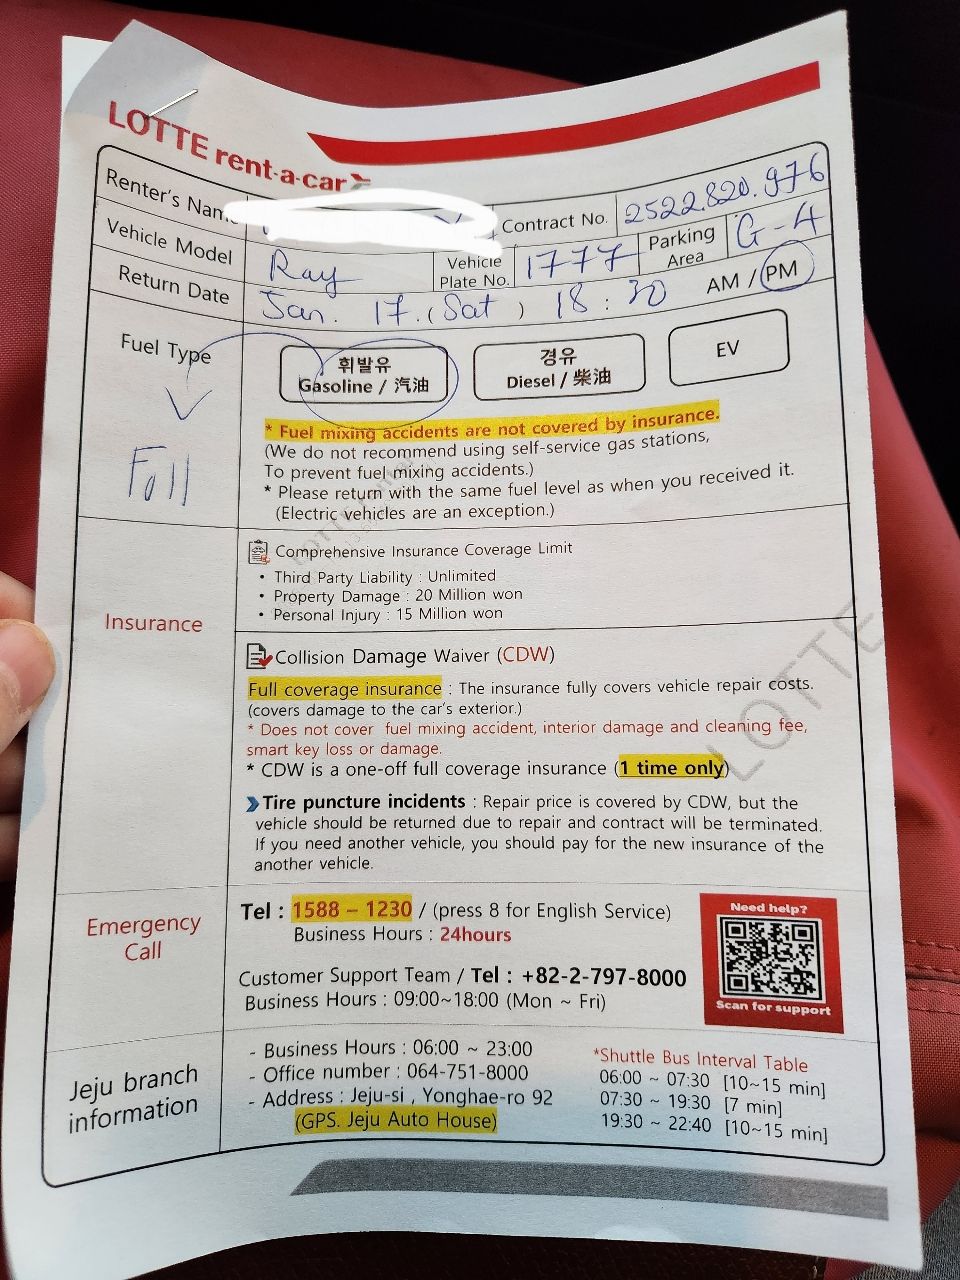 LOTTE rent-a-car
Renter's Name
Contract No. 2522.820.976
Vehicle Model Ray Vehicle Plate No. 1777 Parking Area G-4
Return Date Jan. 17. (Sat) 18:30 AM / PM
Fuel Type
Full
휘발유
Gasoline / 汽油
경유
Diesel / 柴油
EV
* Fuel mixing accidents are not covered by insurance.
(We do not recommend using self-service gas stations,
To prevent fuel mixing accidents.)
* Please return with the same fuel level as when you received it.
(Electric vehicles are an exception.)
Insurance
Comprehensive Insurance Coverage Limit
• Third Party Liability : Unlimited
• Property Damage : 20 Million won
• Personal Injury : 15 Million won
Collision Damage Waiver (CDW)
Full coverage insurance : The insurance fully covers vehicle repair costs.
(covers damage to the car's exterior.)
* Does not cover fuel mixing accident, interior damage and cleaning fee,
smart key loss or damage.
* CDW is a one-off full coverage insurance (1 time only)
Tire puncture incidents : Repair price is covered by CDW, but the
vehicle should be returned due to repair and contract will be terminated.
If you need another vehicle, you should pay for the new insurance of the
another vehicle.
LOTTE
Emergency
Call
Tel : 1588 – 1230 / (press 8 for English Service)
Business Hours : 24hours
Customer Support Team / Tel : +82-2-797-8000
Business Hours : 09:00~18:00 (Mon ~ Fri)
Need help?
Scan for support
Jeju branch
information
- Business Hours : 06:00 ~ 23:00
- Office number : 064-751-8000
- Address : Jeju-si , Yonghae-ro 92
(GPS. Jeju Auto House)
*Shuttle Bus Interval Table
06:00 ~ 07:30 [10~15 min]
07:30 ~ 19:30 [7 min]
19:30 ~ 22:40 [10~15 min]